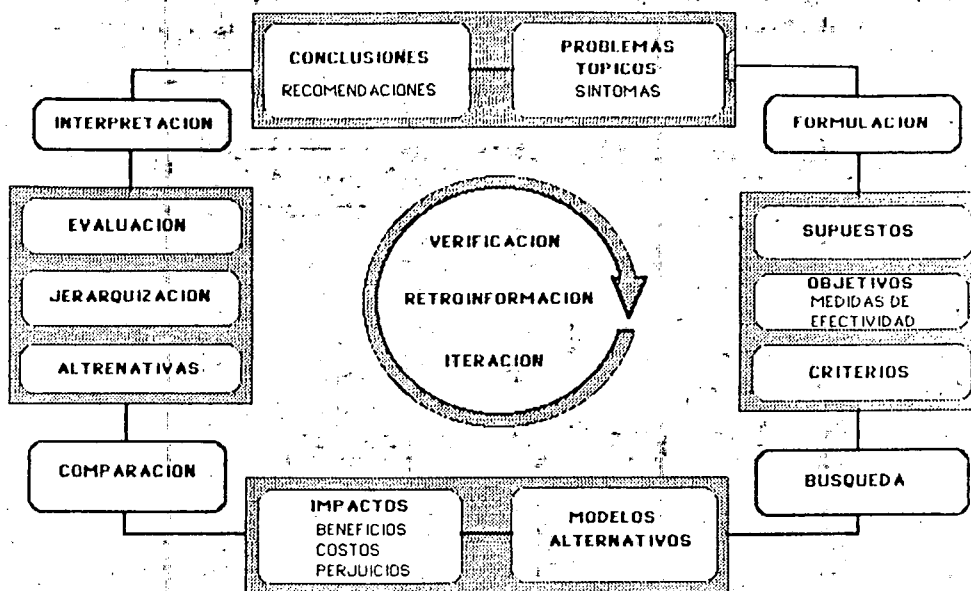 CONCLUSIONES
RECOMENDACIONES
PROBLEMAS
TOPICOS
SINTOMAS
INTERPRETACION
FORMULACION
EVALUACION
JERARQUIZACION
ALTRENATIVAS
VERIFICACION
RETROINFORMACION
ITERACION
SUPUESTOS
OBJETIVOS
MEDIDAS DE
EFECTIVIDAD
CRITERIOS
COMPARACION
BUSQUEDA
IMPACTOS
BENEFICIOS
COSTOS
PERJUICIOS
MODELOS
ALTERNATIVOS